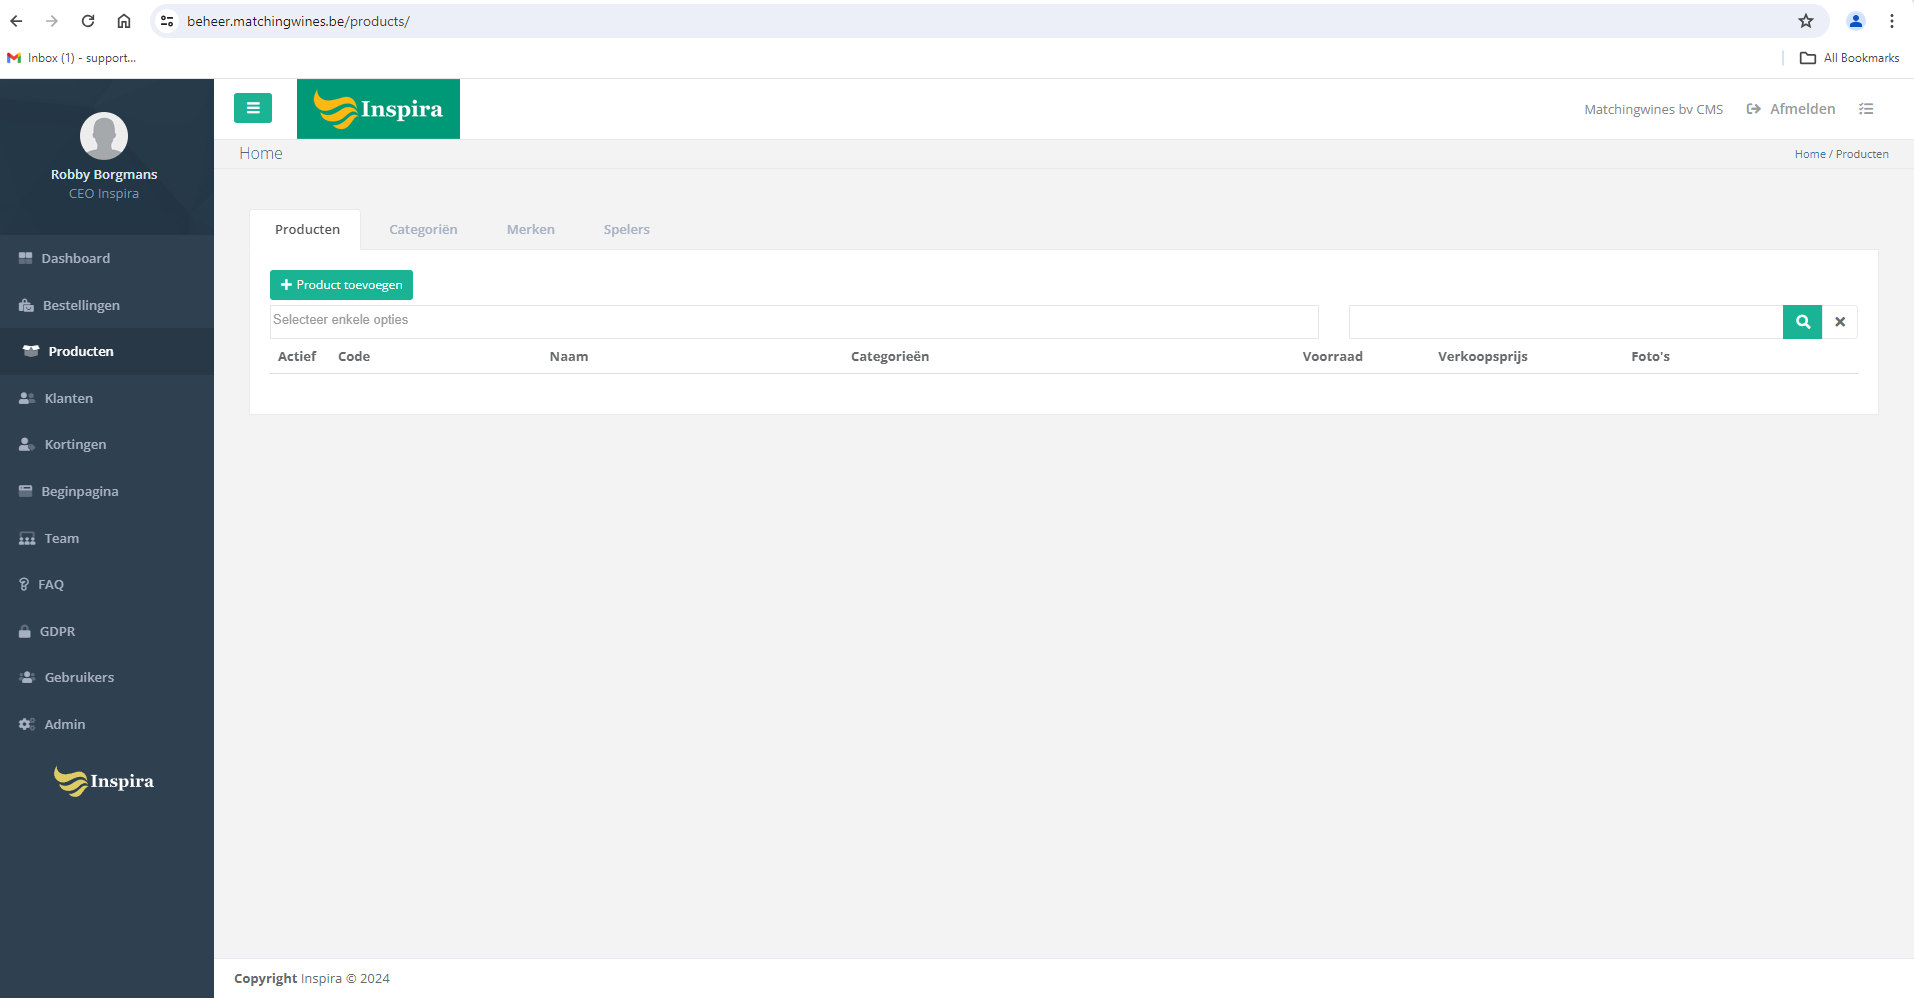 beheer.matchingwines.be/products/
Inbox (1) - support...
All Bookmarks
Robby Borgmans
CEO Inspira
Dashboard
Bestellingen
Producten
Klanten
Kortingen
Beginpagina
Team
FAQ
GDPR
Gebruikers
Admin
Inspira
Inspira
Matchingwines bv CMS
Afmelden
Home
Home / Producten
Producten
Categoriën
Merken
Spelers
Product toevoegen
Selecteer enkele opties
Actief Code Naam Categorieën Voorraad Verkoopsprijs Foto's
Copyright Inspira © 2024